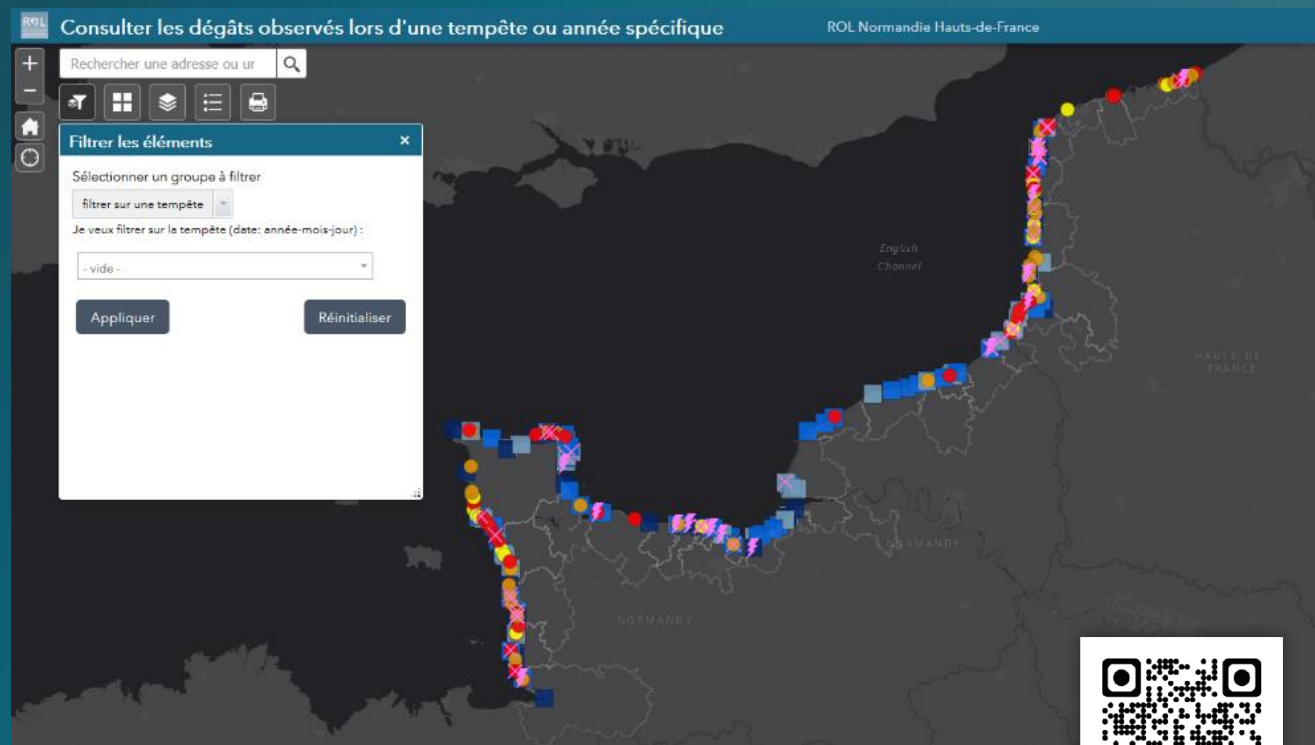 ROL
Consulter les dégâts observés lors d'une tempête ou année spécifique
ROL Normandie Hauts-de-France
+
Rechercher une adresse ou ur
−
Filtrer les éléments
×
Sélectionner un groupe à filtrer
filtrer sur une tempête
Je veux filtrer sur la tempête (date: année-mois-jour) :
- vide -
Appliquer
Réinitialiser
English
Channel
HAUTS-DE-
FRANCE
NORMANDY
NORMANDY